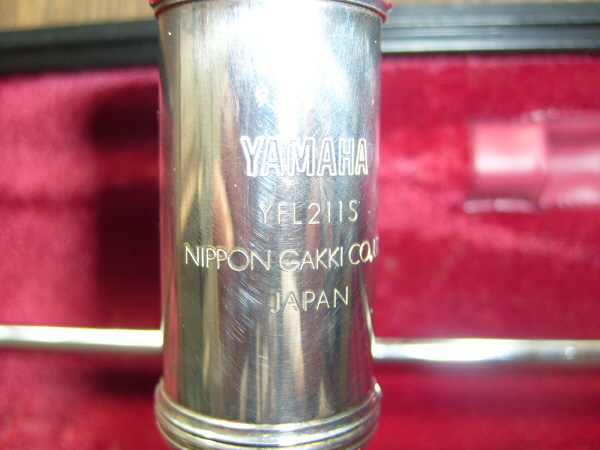 YAMAHA
YFL211S
NIPPON GAKKI CO.,
JAPAN